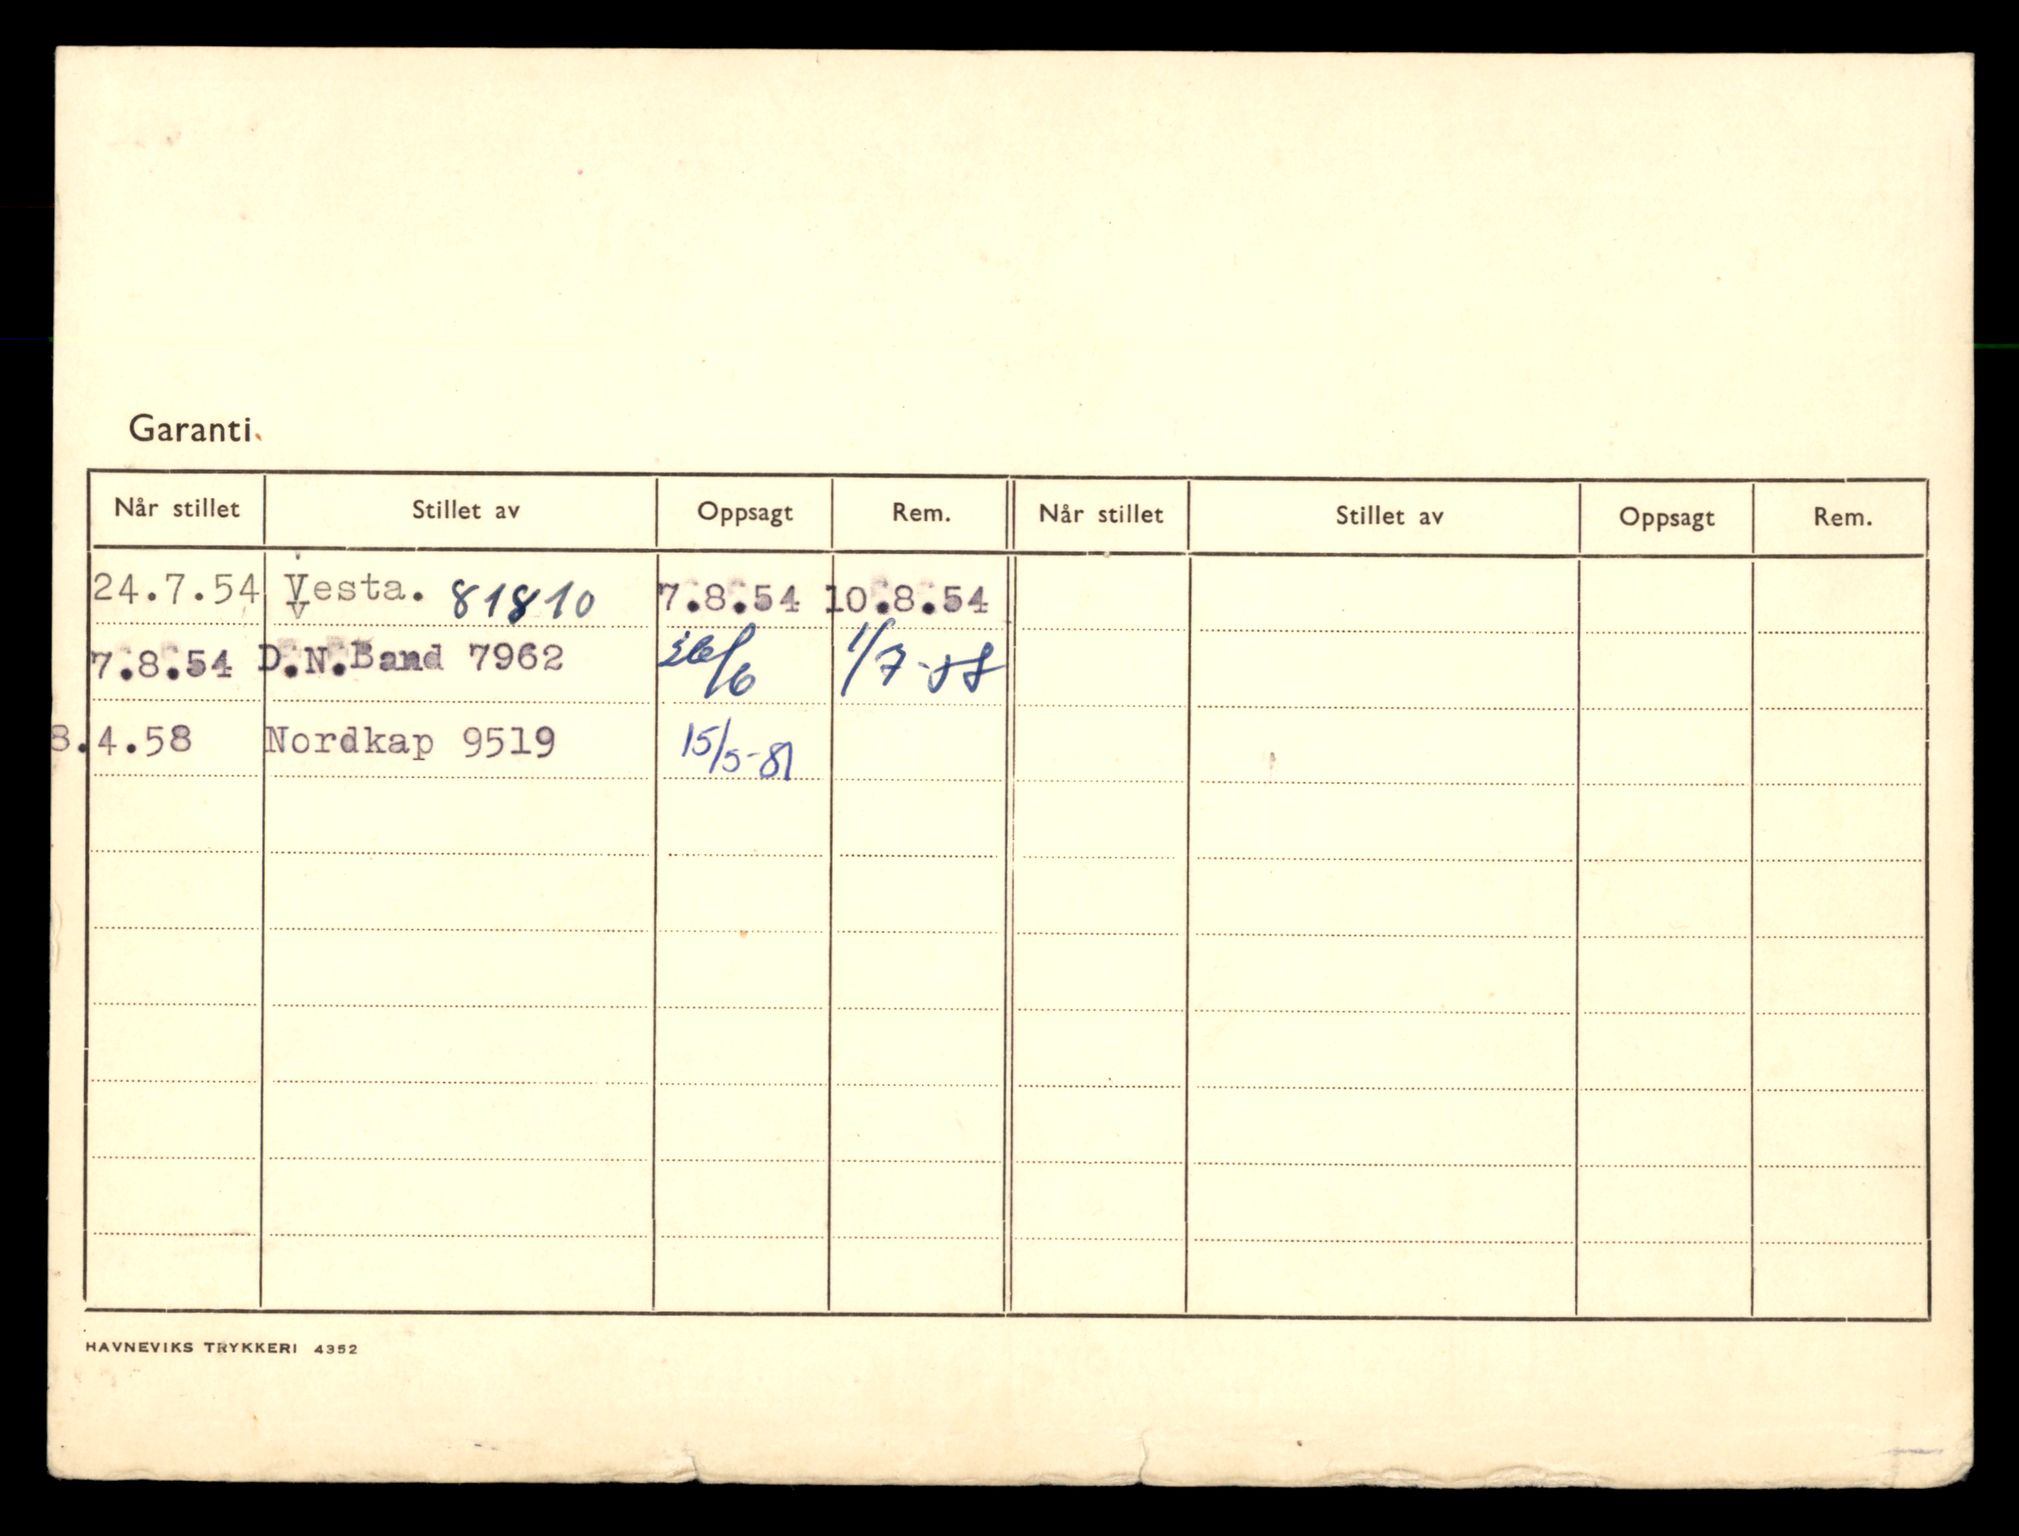 Garanti.
Når stillet Stillet av Oppsagt Rem. Når stillet Stillet av Oppsagt Rem.
24.7.54 Vesta. 81810 7.8.54 10.8.54
7.8.54 D.N.Band 7962 26/6 1/7-58
8.4.58 Nordkap 9519 15/5-81
HAVNEVIKS TRYKKERI 4352